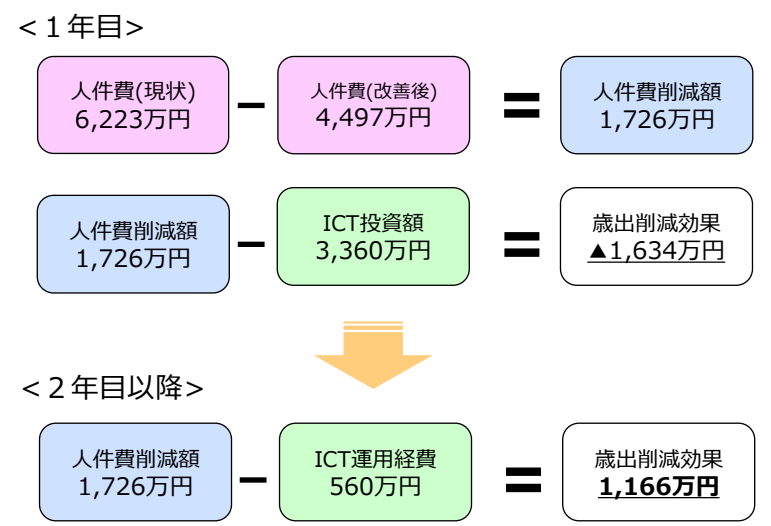 <１年目>
人件費(現状)
6,223万円
人件費(改善後)
4,497万円
人件費削減額
1,726万円
人件費削減額
1,726万円
ICT投資額
3,360万円
歳出削減効果
▲1,634万円
<２年目以降>
人件費削減額
1,726万円
ICT運用経費
560万円
歳出削減効果
1,166万円